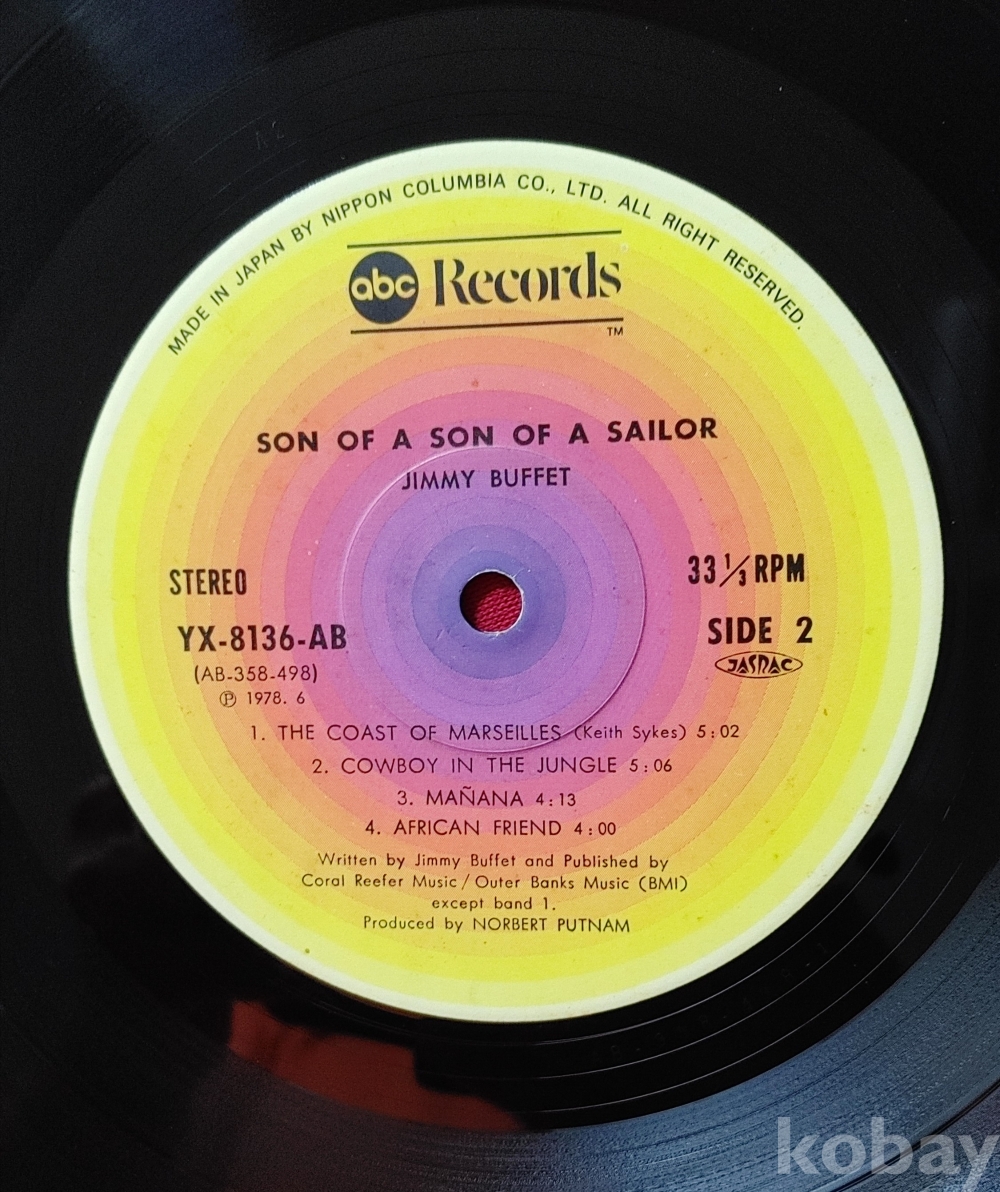 MADE IN JAPAN BY NIPPON COLUMBIA CO., LTD. ALL RIGHT RESERVED.
abc Records
TM
SON OF A SON OF A SAILOR
JIMMY BUFFET
STEREO
33 1/3 RPM
YX-8136-AB
SIDE 2
(AB-358-498)
JASRAC
Ⓟ 1978. 6
1. THE COAST OF MARSEILLES (Keith Sykes) 5:02
2. COWBOY IN THE JUNGLE 5:06
3. MAÑANA 4:13
4. AFRICAN FRIEND 4:00
Written by Jimmy Buffet and Published by
Coral Reefer Music / Outer Banks Music (BMI)
except band 1.
Produced by NORBERT PUTNAM
kobay